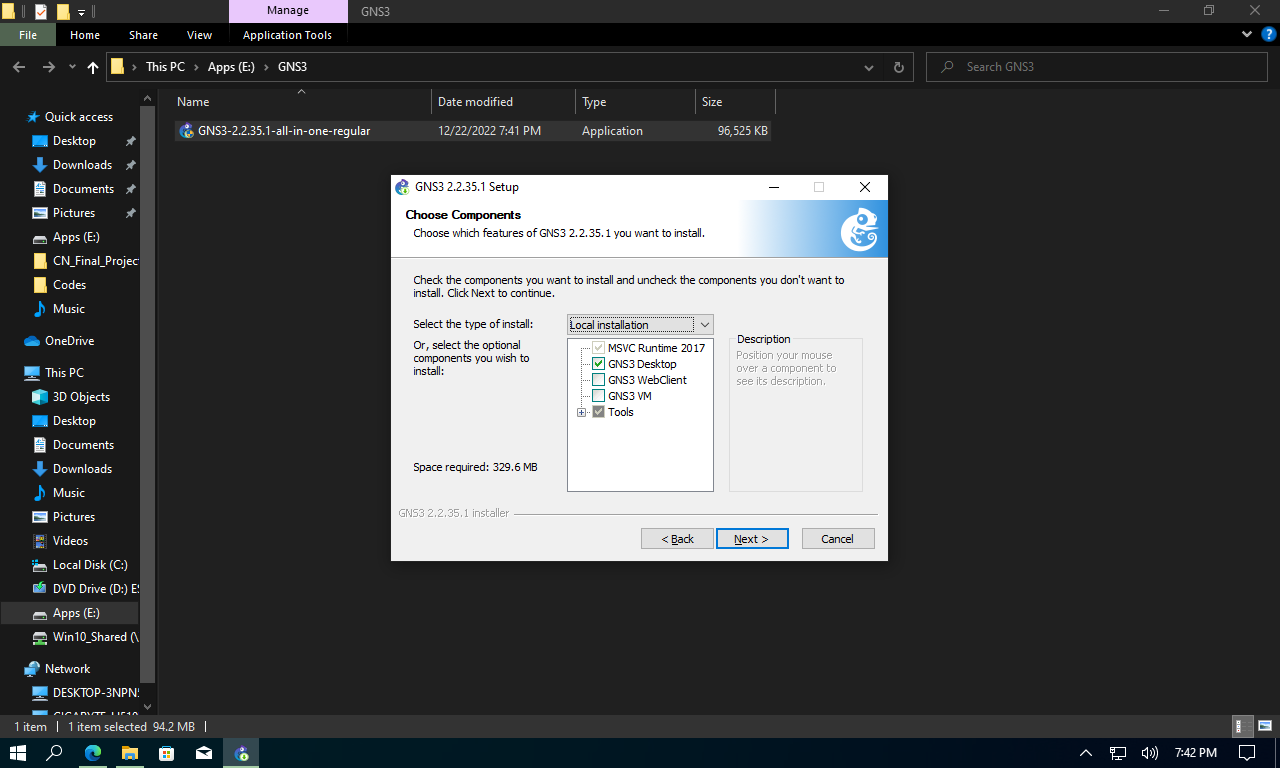 Manage
GNS3
File
Home
Share
View
Application Tools
This PC
Apps (E:)
GNS3
Search GNS3
Name
Date modified
Type
Size
GNS3-2.2.35.1-all-in-one-regular
12/22/2022 7:41 PM
Application
96,525 KB
Quick access
Desktop
Downloads
Documents
Pictures
Apps (E:)
CN_Final_Projec
Codes
Music
OneDrive
This PC
3D Objects
Desktop
Documents
Downloads
Music
Pictures
Videos
Local Disk (C:)
DVD Drive (D:) ES
Apps (E:)
Win10_Shared (\
Network
DESKTOP-3NPN5
GNS3 2.2.35.1 Setup
Choose Components
Choose which features of GNS3 2.2.35.1 you want to install.
Check the components you want to install and uncheck the components you don't want to
install. Click Next to continue.
Select the type of install:
Local installation
Or, select the optional
components you wish to
install:
MSVC Runtime 2017
GNS3 Desktop
GNS3 WebClient
GNS3 VM
Tools
Description
Position your mouse
over a component to
see its description.
Space required: 329.6 MB
GNS3 2.2.35.1 installer
< Back
Next >
Cancel
1 item
1 item selected 94.2 MB
7:42 PM